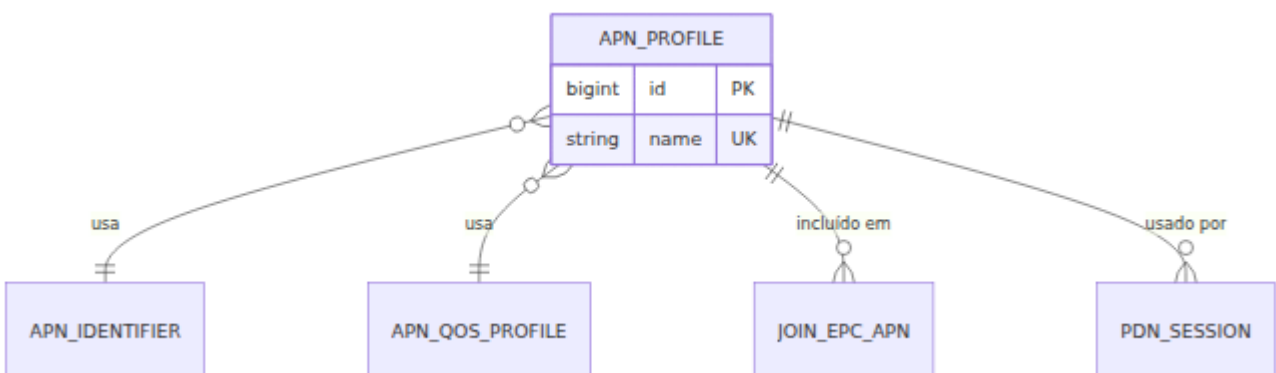 APN_PROFILE
bigint id PK
string name UK
usa
usa
incluído em
usado por
APN_IDENTIFIER
APN_QOS_PROFILE
JOIN_EPC_APN
PDN_SESSION